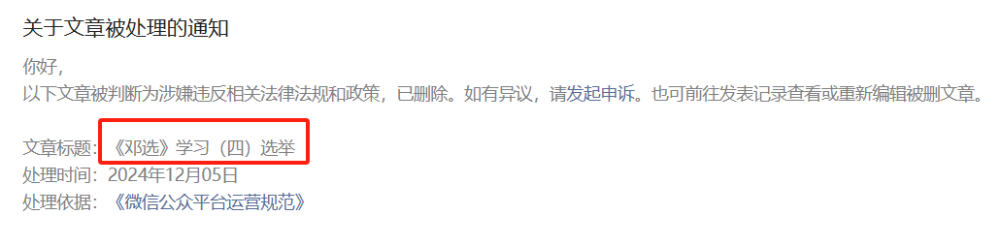 关于文章被处理的通知
你好，
以下文章被判断为涉嫌违反相关法律法规和政策，已删除。如有异议，请发起申诉。也可前往发表记录查看或重新编辑被删文章。
文章标题：《邓选》学习（四）选举
处理时间：2024年12月05日
处理依据：《微信公众平台运营规范》